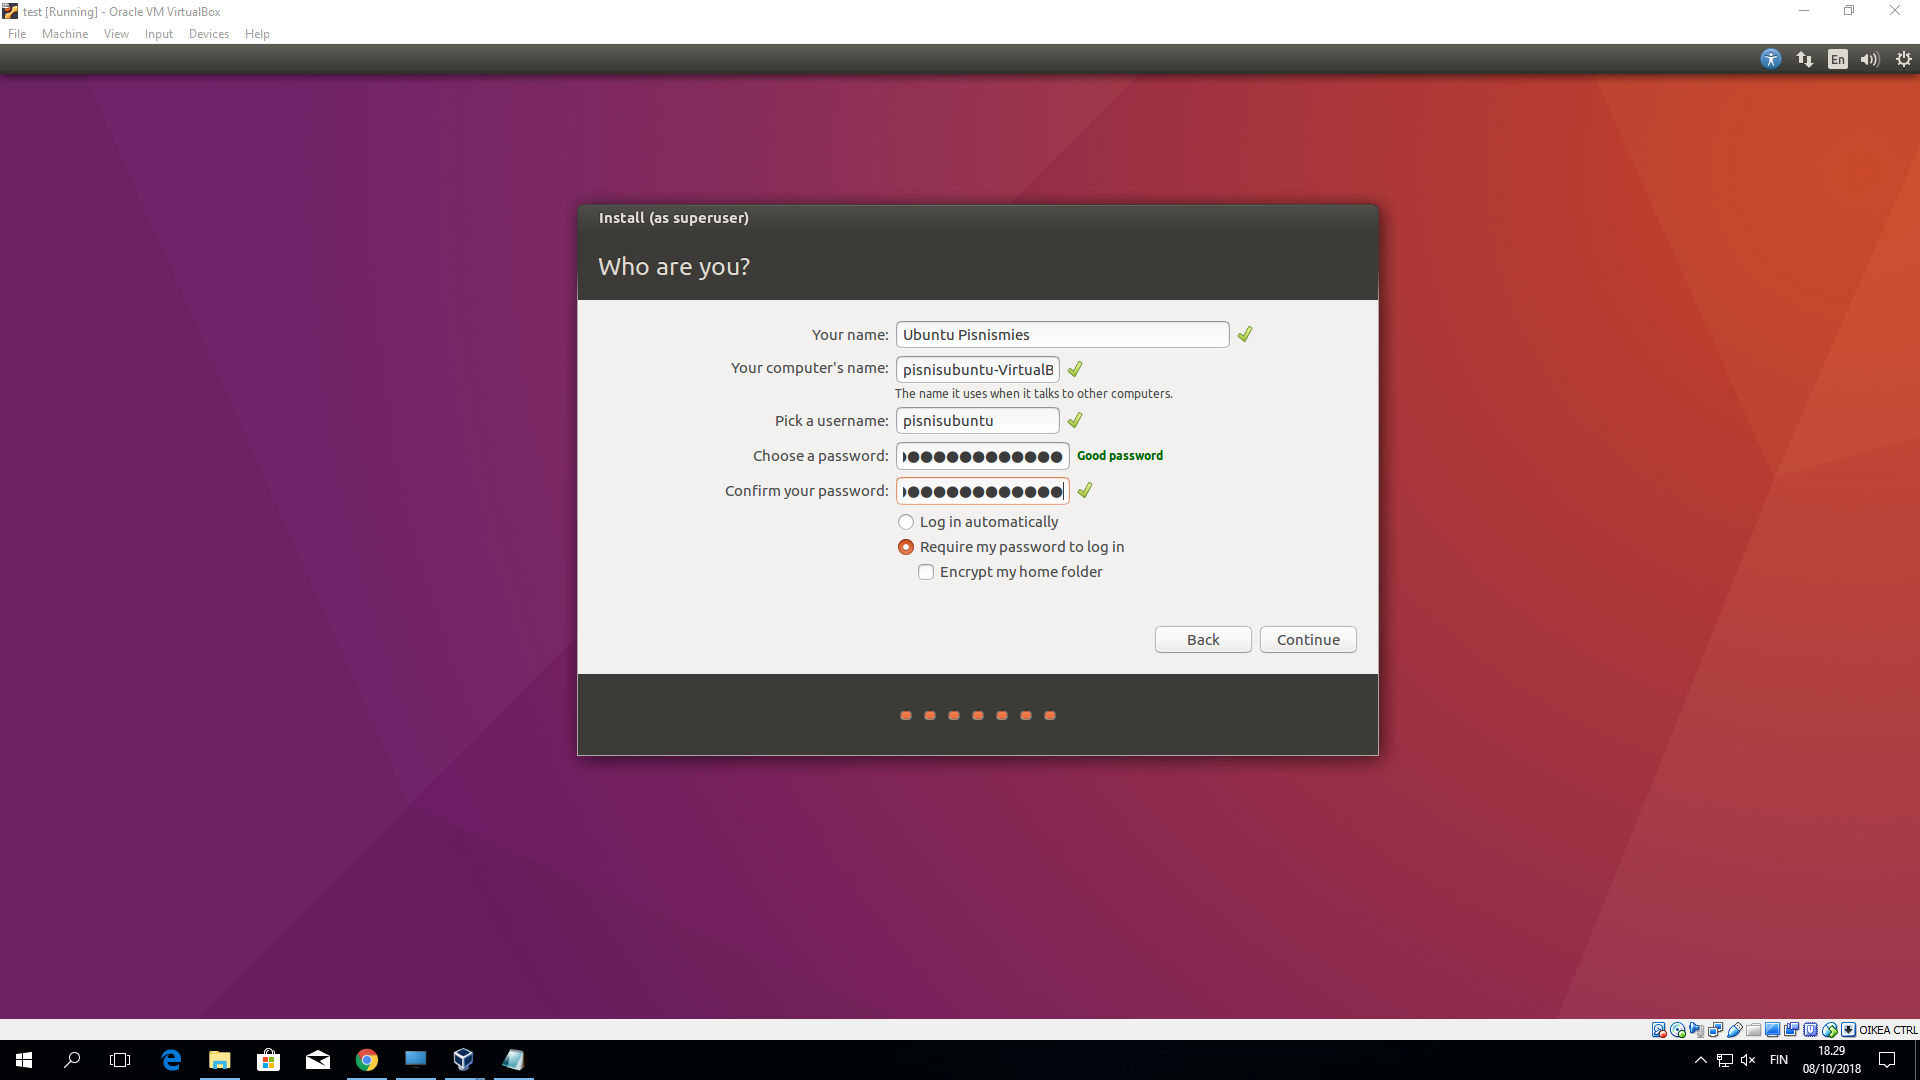 test [Running] - Oracle VM VirtualBox
File Machine View Input Devices Help
En
Install (as superuser)
Who are you?
Your name: Ubuntu Pisnismies
Your computer's name: pisnisubuntu-VirtualB
The name it uses when it talks to other computers.
Pick a username: pisnisubuntu
Choose a password: Good password
Confirm your password:
Log in automatically
Require my password to log in
Encrypt my home folder
Back Continue
OIKEA CTRL
FIN
18.29
08/10/2018